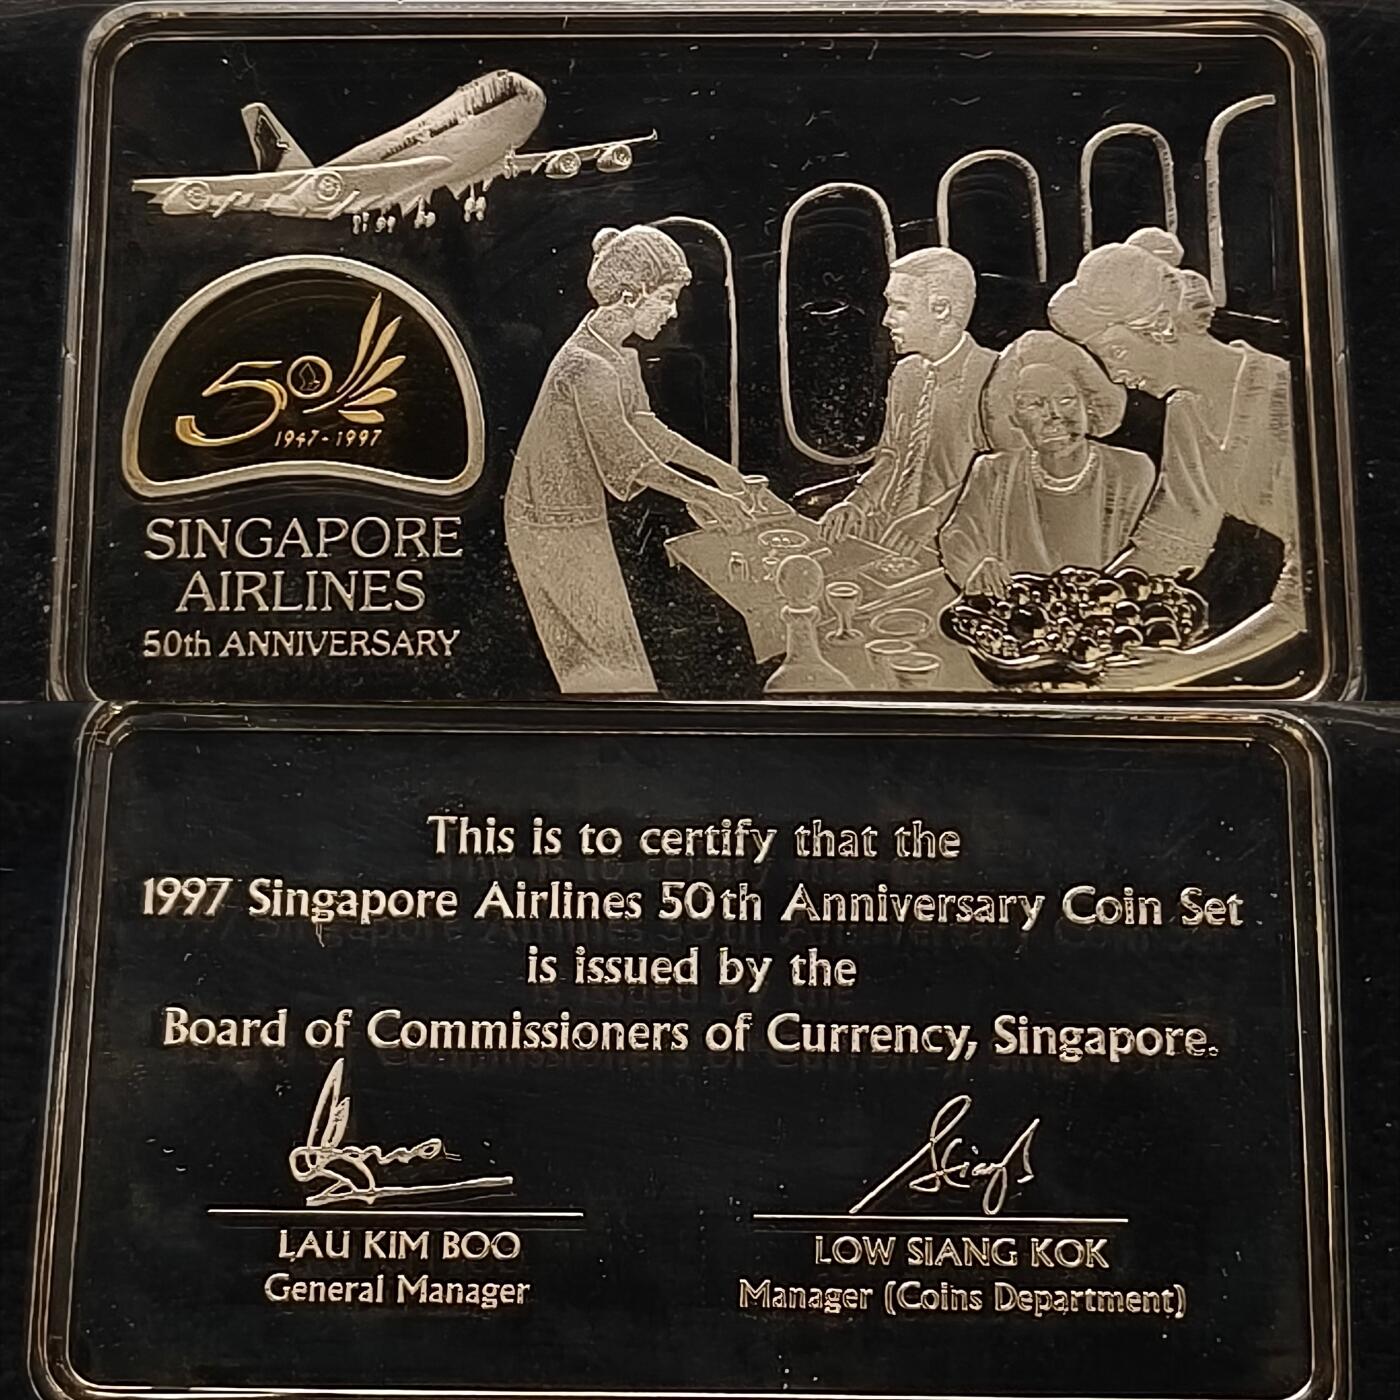 50
1947-1997
SINGAPORE
AIRLINES
50th ANNIVERSARY
This is to certify that the
1997 Singapore Airlines 50th Anniversary Coin Set
is issued by the
Board of Commissioners of Currency, Singapore.
LAU KIM BOO
General Manager
LOW SIANG KOK
Manager (Coins Department)